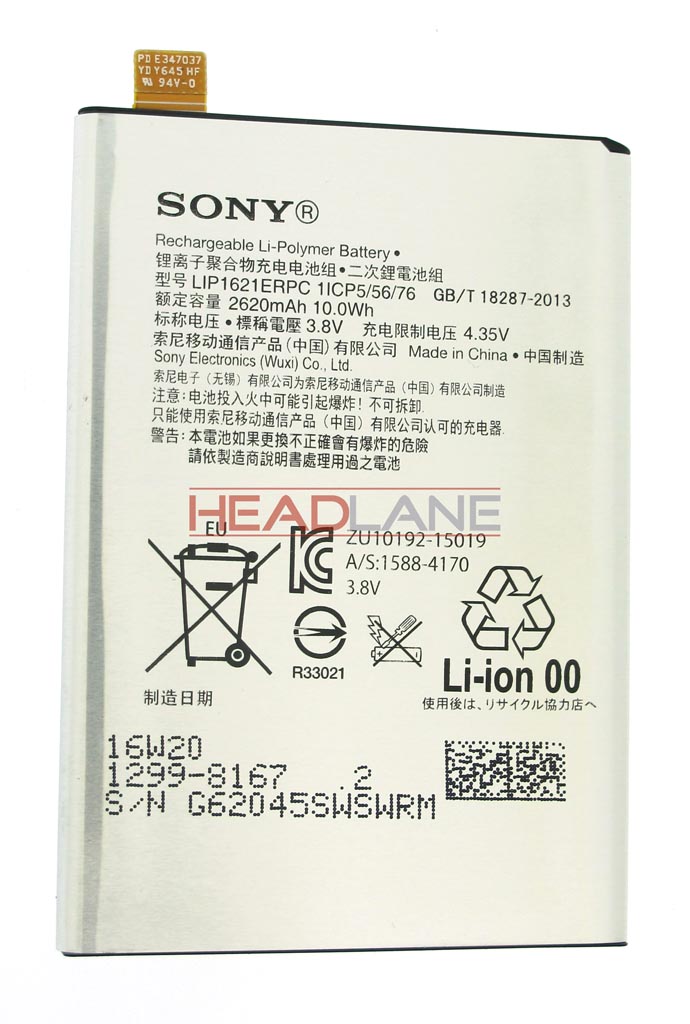 PD E347037
YD Y645 HF
94V-0
SONY®
Rechargeable Li-Polymer Battery •
锂离子聚合物充电电池组•二次鋰電池組
型号 LIP1621ERPC 1ICP5/56/76 GB/T 18287-2013
额定容量 2620mAh 10.0Wh
标称电压•標稱電壓 3.8V 充电限制电压 4.35V
索尼移动通信产品（中国）有限公司 Made in China • 中国制造
Sony Electronics (Wuxi) Co., Ltd.
索尼电子（无锡）有限公司为索尼移动通信产品（中国）有限公司制造
注意: 电池投入火中可能引起爆炸！不可拆卸.
只能使用索尼移动通信产品（中国）有限公司认可的充电器.
警告: 本電池如果更換不正確會有爆炸的危險
請依製造商說明書處理用過之電池
HEADLANE
EU
ZU10192-15019
A/S:1588-4170
3.8V
R33021
Li-ion 00
使用後は、リサイクル協力店へ
制造日期
16W20
1299-8167 .2
S/N G62045SWSWRM